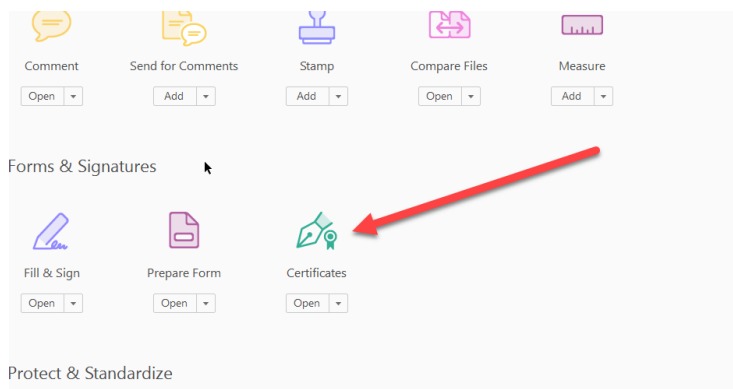 Comment Send for Comments Stamp Compare Files Measure
Open Add Add Open Add
Forms & Signatures
Fill & Sign Prepare Form Certificates
Open Open Open
Protect & Standardize